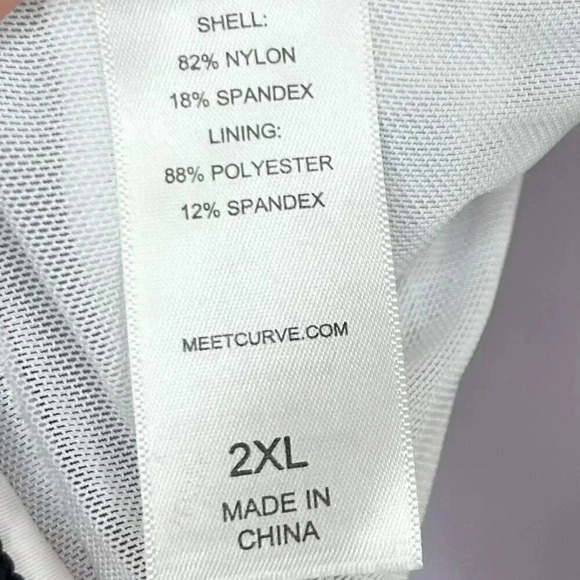 SHELL:
82% NYLON
18% SPANDEX
LINING:
88% POLYESTER
12% SPANDEX
MEETCURVE.COM
2XL
MADE IN
CHINA